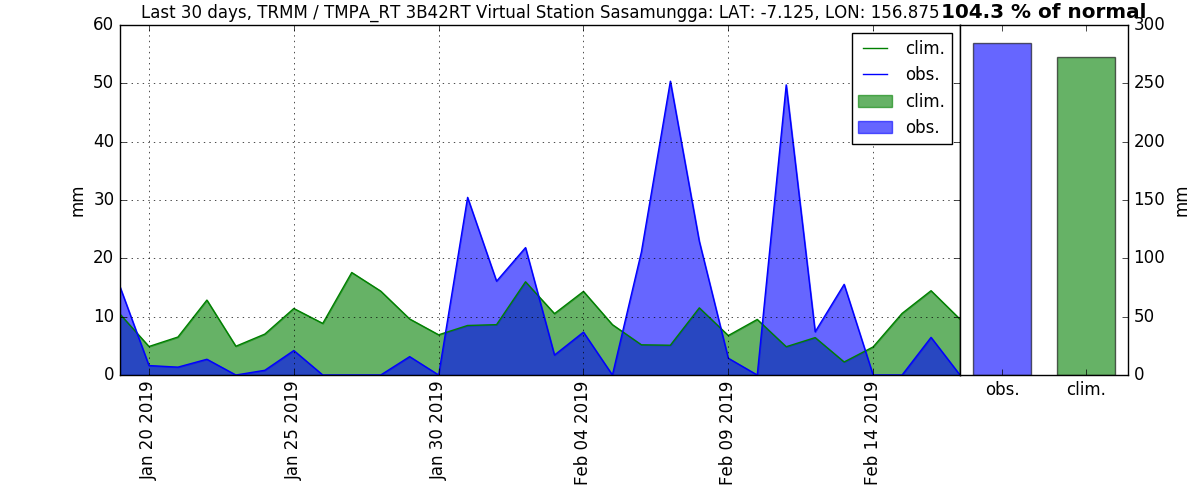 Last 30 days, TRMM / TMPA_RT 3B42RT Virtual Station Sasamungga: LAT: -7.125, LON: 156.875
104.3 % of normal
60
50
40
30
20
10
0
mm
clim.
obs.
clim.
obs.
Jan 20 2019
Jan 25 2019
Jan 30 2019
Feb 04 2019
Feb 09 2019
Feb 14 2019
300
250
200
150
100
50
0
mm
obs.
clim.